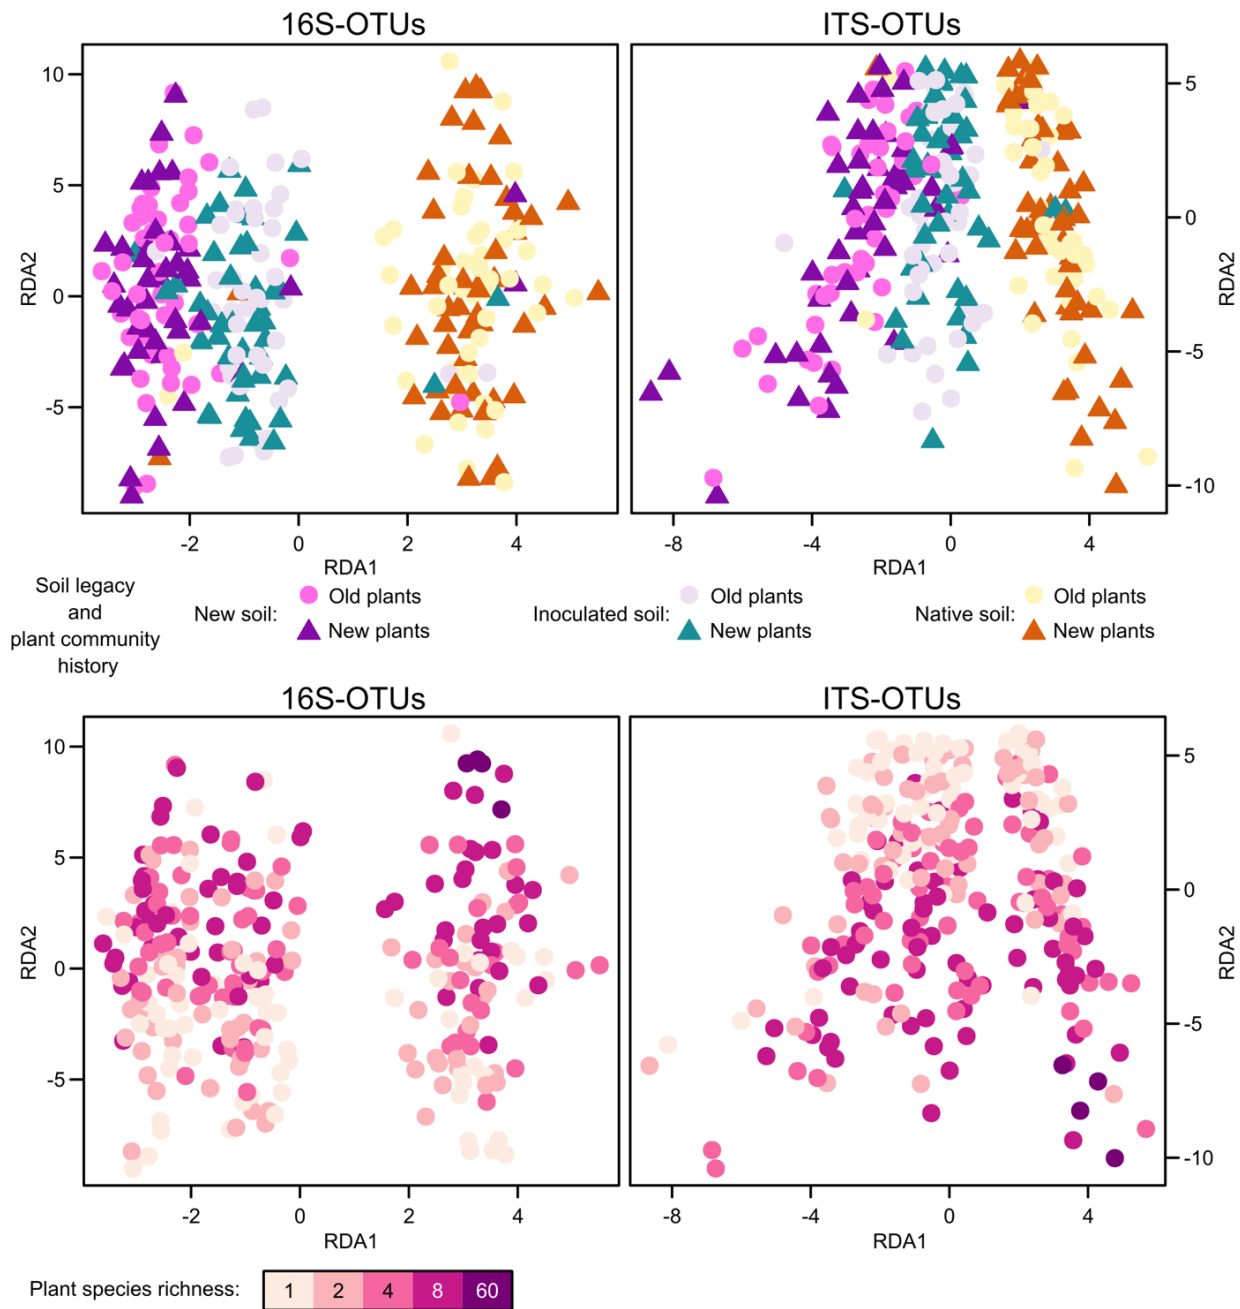 16S-OTUs
ITS-OTUs
10
5
0
-5
RDA2
-2
0
2
4
RDA1
5
0
-5
-10
RDA2
-8
-4
0
4
RDA1
Soil legacy
and
plant community
history
New soil:
Old plants
New plants
Inoculated soil:
Old plants
New plants
Native soil:
Old plants
New plants
16S-OTUs
ITS-OTUs
10
5
0
-5
RDA2
-2
0
2
4
RDA1
5
0
-5
-10
RDA2
-8
-4
0
4
RDA1
Plant species richness: 1 2 4 8 60